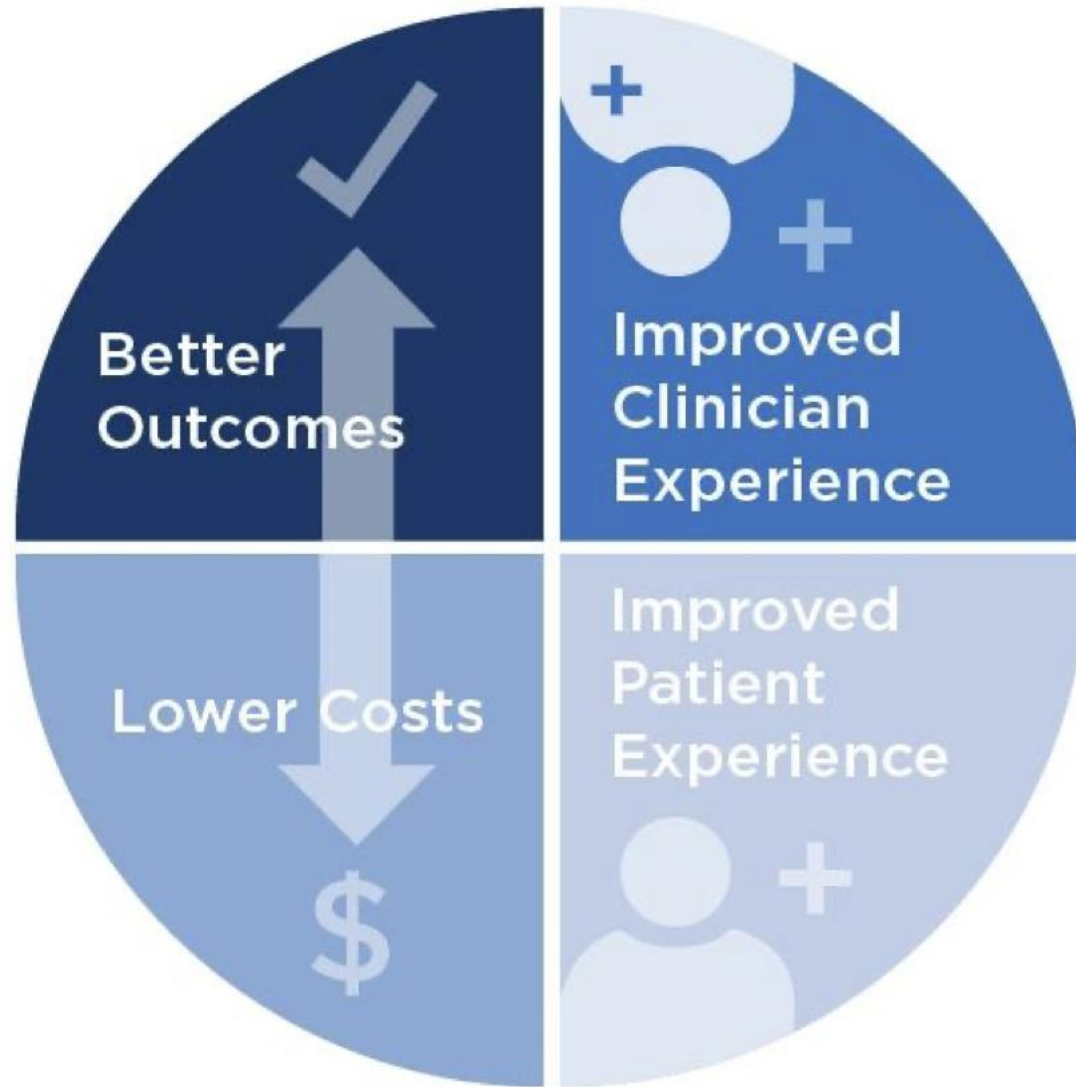 Better
Outcomes
Improved
Clinician
Experience
Lower Costs
$
Improved
Patient
Experience